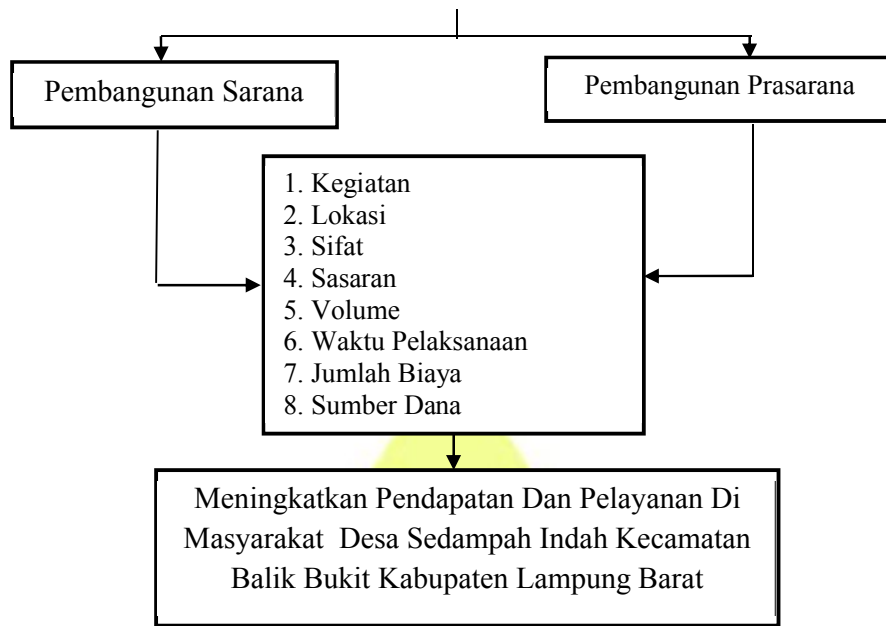 Pembangunan Sarana
Pembangunan Prasarana
1. Kegiatan
2. Lokasi
3. Sifat
4. Sasaran
5. Volume
6. Waktu Pelaksanaan
7. Jumlah Biaya
8. Sumber Dana
Meningkatkan Pendapatan Dan Pelayanan Di
Masyarakat Desa Sedampah Indah Kecamatan
Balik Bukit Kabupaten Lampung Barat